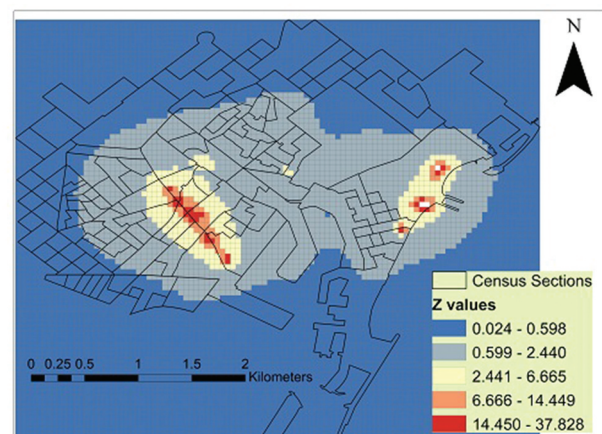 N
Census Sections
Z values
0.024 - 0.598
0.599 - 2.440
2.441 - 6.665
6.666 - 14.449
14.450 - 37.828
0 0.25 0.5 1 1.5 2
Kilometers